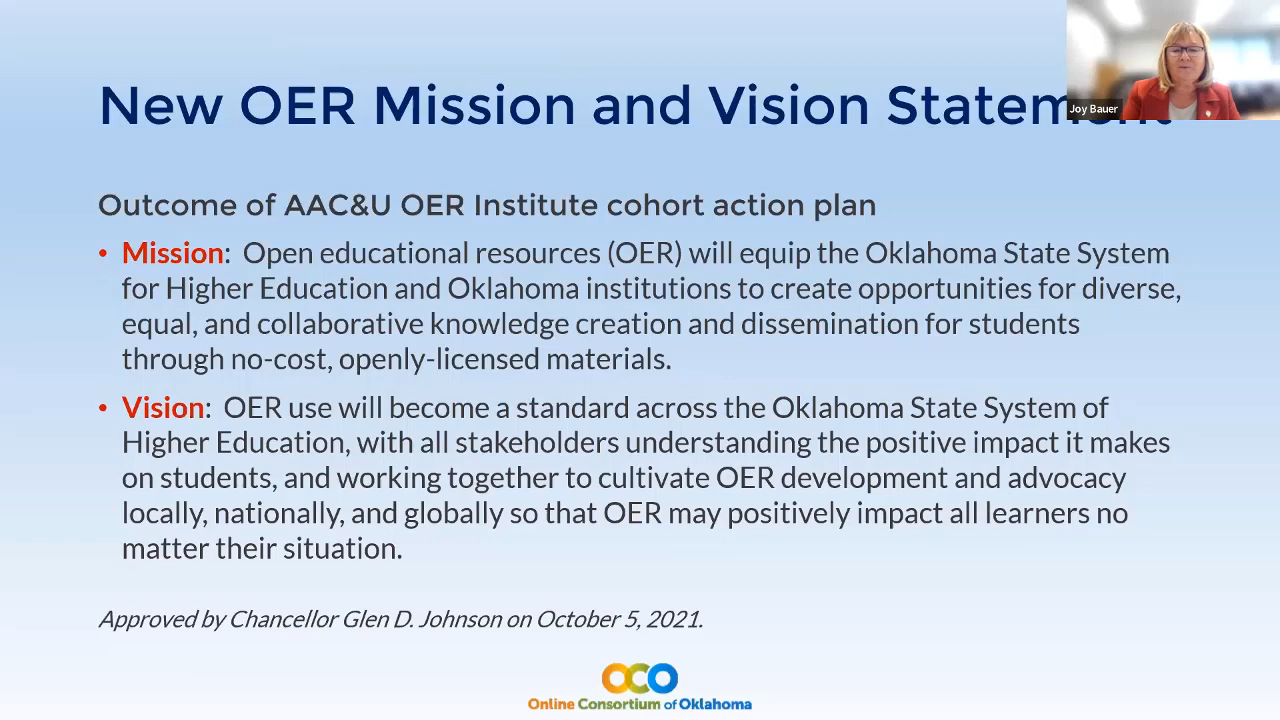 New OER Mission and Vision Statement
Joy Bauer
Outcome of AAC&U OER Institute cohort action plan
• Mission: Open educational resources (OER) will equip the Oklahoma State System
for Higher Education and Oklahoma institutions to create opportunities for diverse,
equal, and collaborative knowledge creation and dissemination for students
through no-cost, openly-licensed materials.
• Vision: OER use will become a standard across the Oklahoma State System of
Higher Education, with all stakeholders understanding the positive impact it makes
on students, and working together to cultivate OER development and advocacy
locally, nationally, and globally so that OER may positively impact all learners no
matter their situation.
Approved by Chancellor Glen D. Johnson on October 5, 2021.
OCO
Online Consortium of Oklahoma